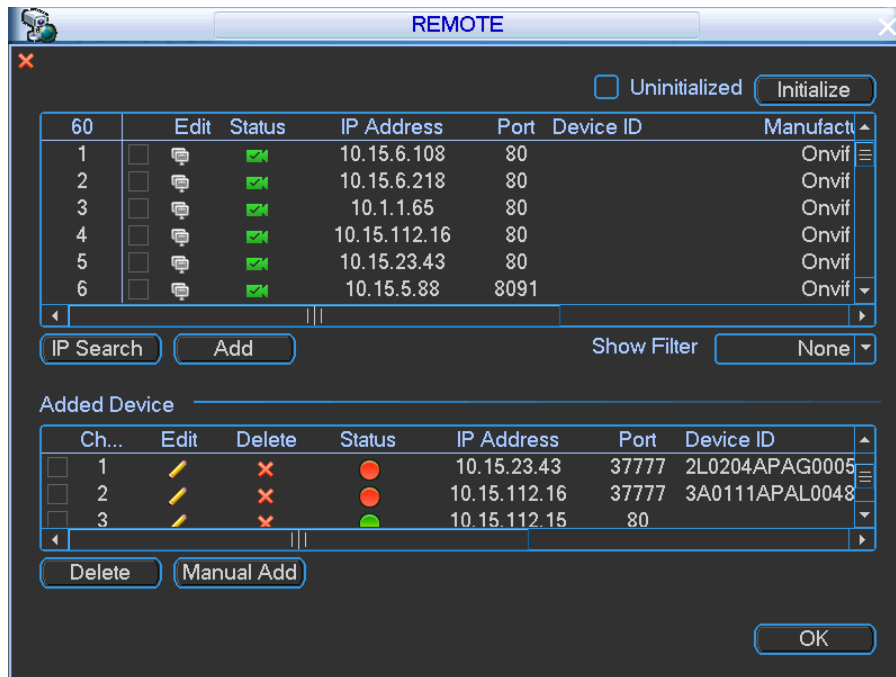 REMOTE
Uninitialized Initialize
60 Edit Status IP Address Port Device ID Manufactu
1 10.15.6.108 80 Onvif
2 10.15.6.218 80 Onvif
3 10.1.1.65 80 Onvif
4 10.15.112.16 80 Onvif
5 10.15.23.43 80 Onvif
6 10.15.5.88 8091 Onvif
IP Search Add Show Filter None
Added Device
Ch... Edit Delete Status IP Address Port Device ID
1 10.15.23.43 37777 2L0204APAG0005
2 10.15.112.16 37777 3A0111APAL0048
3 10.15.112.15 80
Delete Manual Add
OK